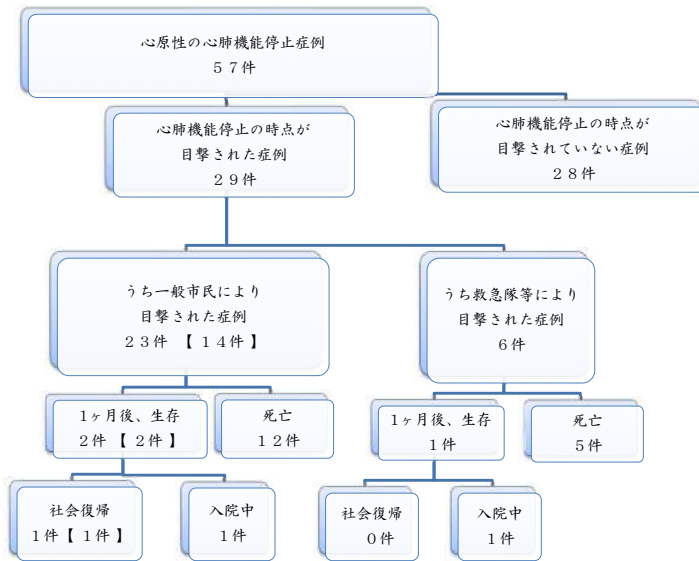 心原性の心肺機能停止症例
５７件
心肺機能停止の時点が
目撃された症例
２９件
心肺機能停止の時点が
目撃されていない症例
２８件
うち一般市民により
目撃された症例
２３件 【１４件】
うち救急隊等により
目撃された症例
６件
１ヶ月後、生存
２件【２件】
死亡
１２件
１ヶ月後、生存
１件
死亡
５件
社会復帰
１件【１件】
入院中
１件
社会復帰
０件
入院中
１件